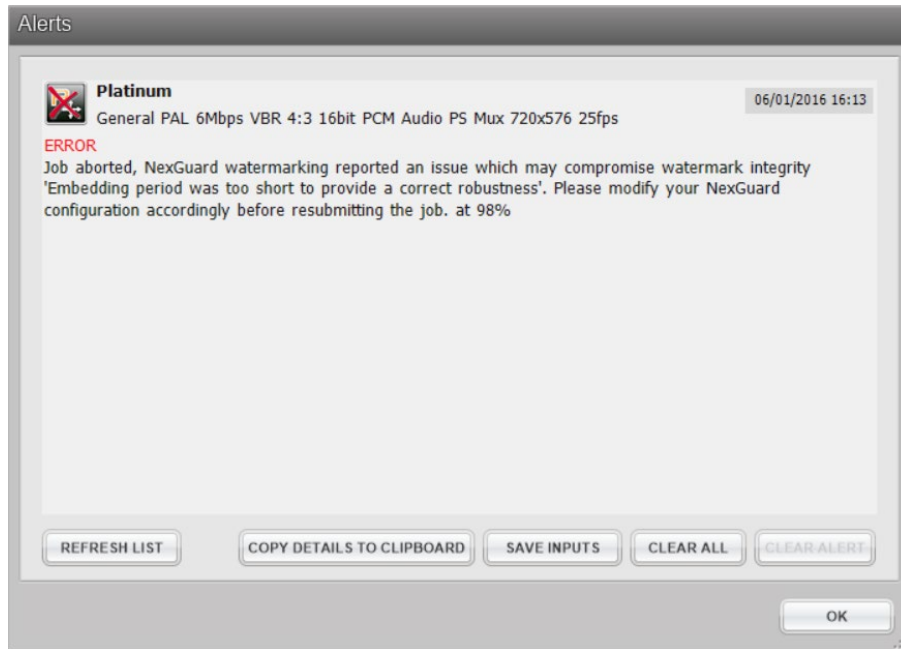 Alerts
Platinum
06/01/2016 16:13
General PAL 6Mbps VBR 4:3 16bit PCM Audio PS Mux 720x576 25fps
ERROR
Job aborted, NexGuard watermarking reported an issue which may compromise watermark integrity
'Embedding period was too short to provide a correct robustness'. Please modify your NexGuard
configuration accordingly before resubmitting the job. at 98%
REFRESH LIST
COPY DETAILS TO CLIPBOARD
SAVE INPUTS
CLEAR ALL
CLEAR ALERT
OK